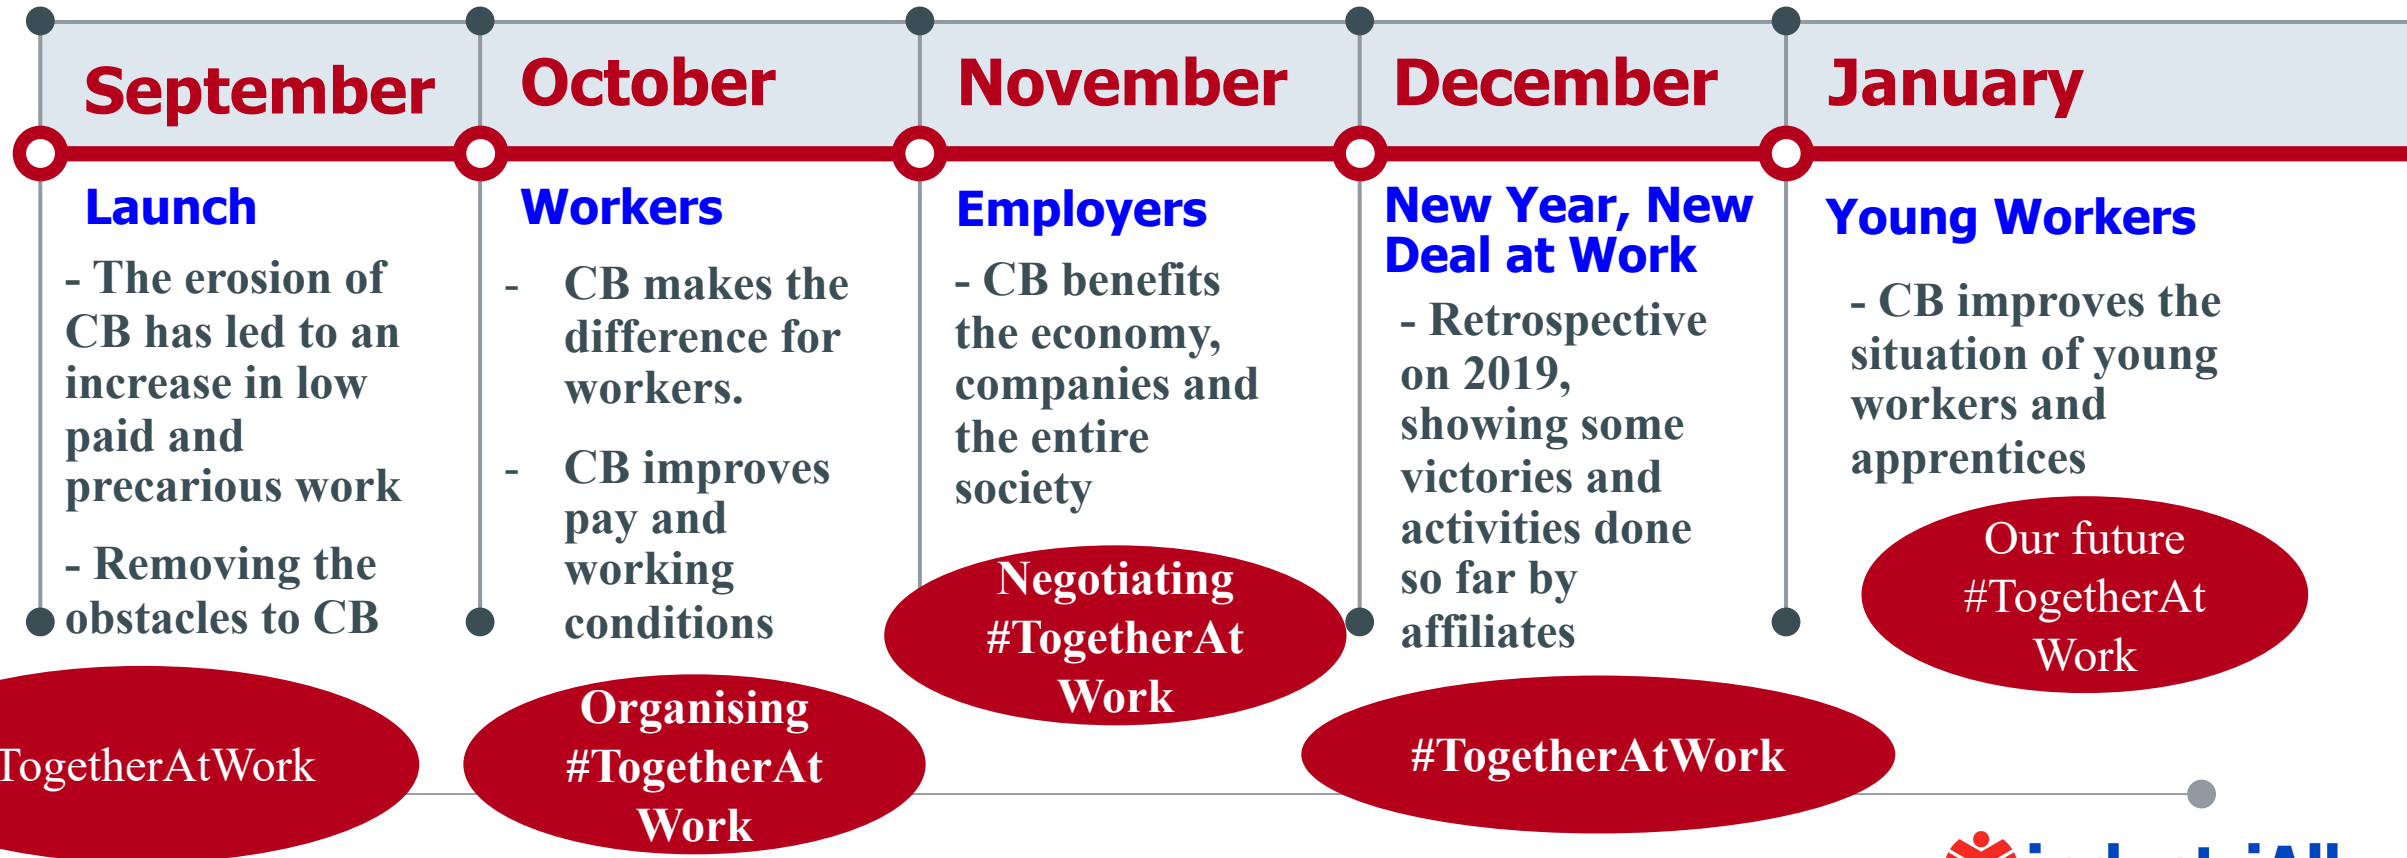 September
October
November
December
January
Launch
- The erosion of
CB has led to an
increase in low
paid and
precarious work
- Removing the
obstacles to CB
TogetherAtWork
Workers
- CB makes the
difference for
workers.
- CB improves
pay and
working
conditions
Organising
#TogetherAt
Work
Employers
- CB benefits
the economy,
companies and
the entire
society
Negotiating
#TogetherAt
Work
New Year, New
Deal at Work
- Retrospective
on 2019,
showing some
victories and
activities done
so far by
affiliates
#TogetherAtWork
Young Workers
- CB improves the
situation of young
workers and
apprentices
Our future
#TogetherAt
Work
industriAll